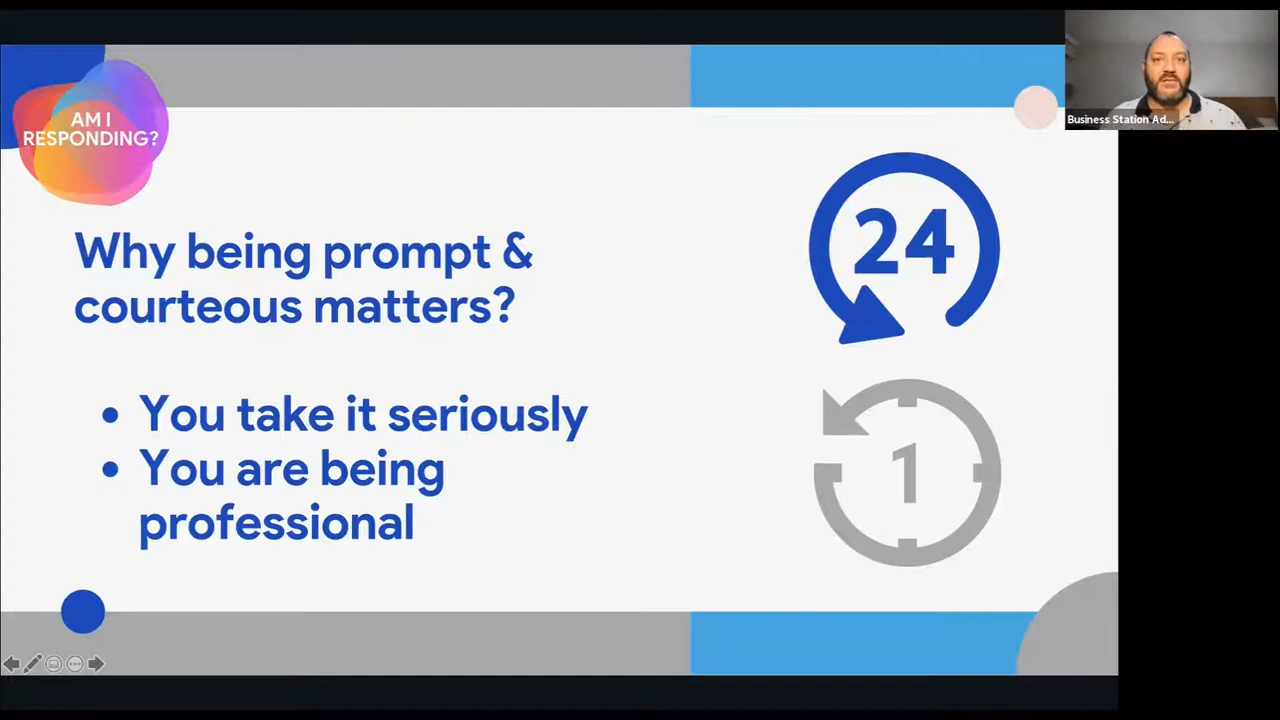 AM I
RESPONDING?
Business Station Ad...
Why being prompt &
courteous matters?
24
• You take it seriously
• You are being
professional
1